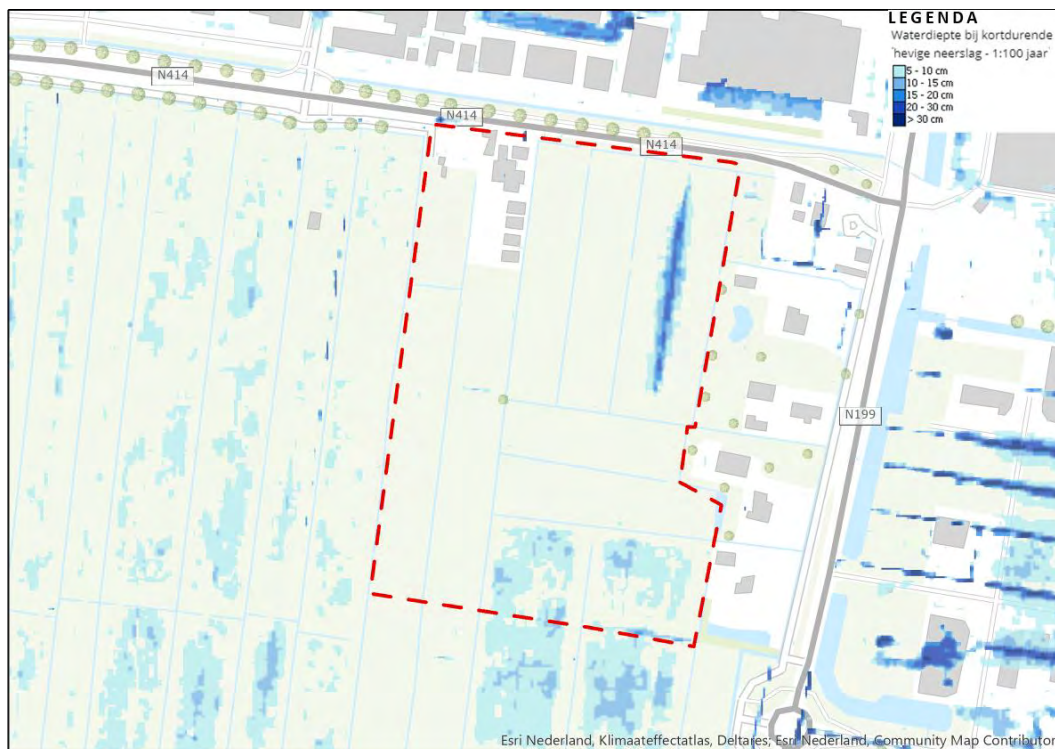 LEGENDA
Waterdiepte bij kortdurende
hevige neerslag - 1:100 jaar
5 - 10 cm
10 - 15 cm
15 - 20 cm
20 - 30 cm
> 30 cm
N414
N414
N414
D
N199
Esri Nederland, Klimaateffectatlas, Deltares; Esri Nederland, Community Map Contributor